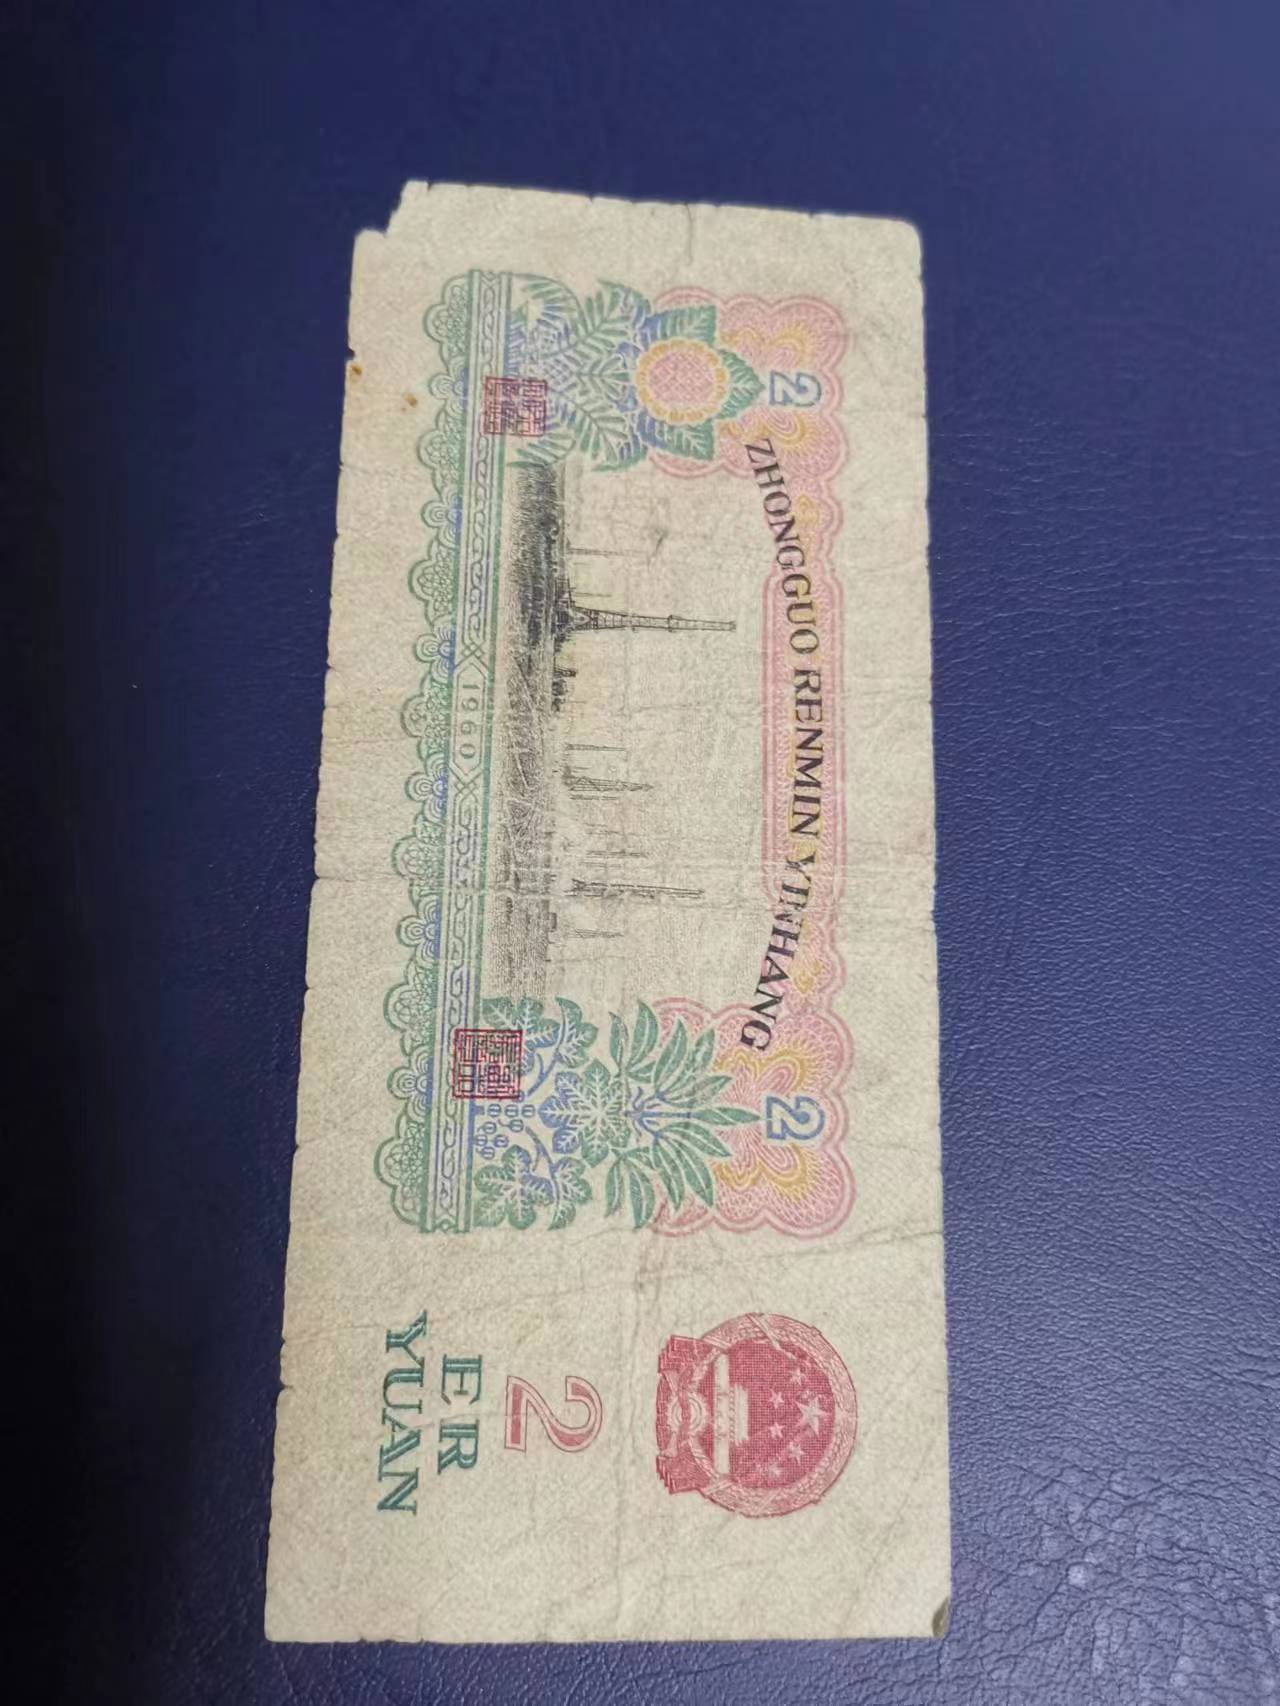 ZHONGGUO RENMIN YINHANG
2
2
1960
2
ER
YUAN